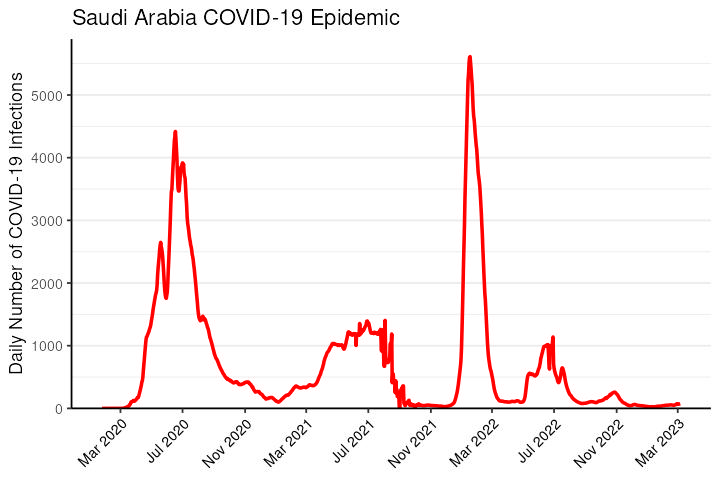 Saudi Arabia COVID-19 Epidemic
Daily Number of COVID-19 Infections
5000
4000
3000
2000
1000
0
Mar 2020
Jul 2020
Nov 2020
Mar 2021
Jul 2021
Nov 2021
Mar 2022
Jul 2022
Nov 2022
Mar 2023